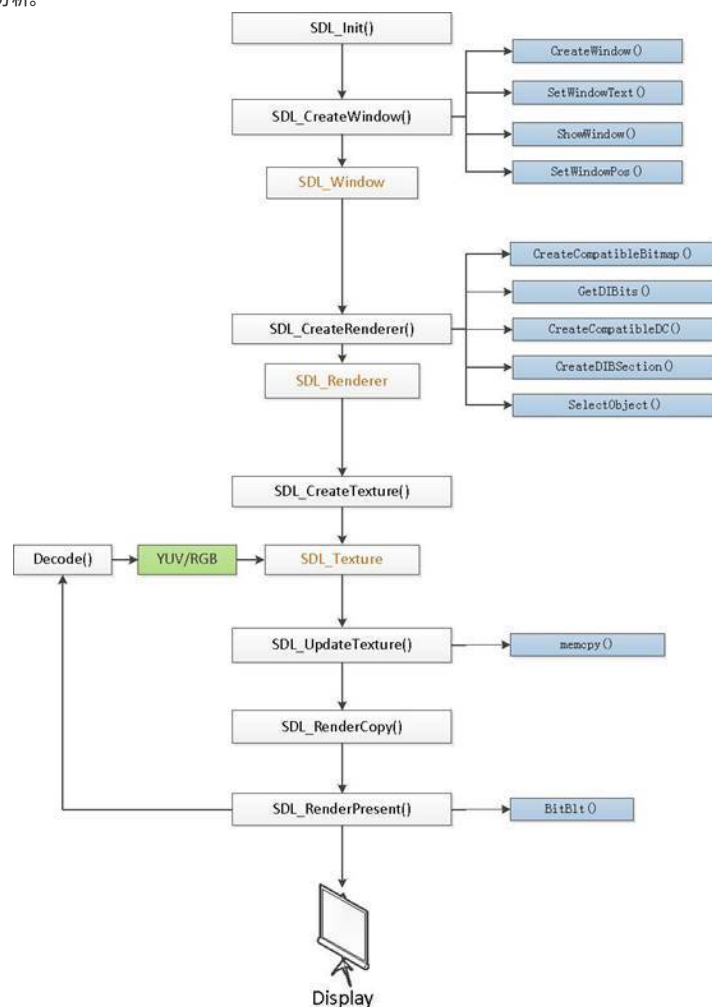 SDL_Init()
CreateWindow()
SetWindowText()
SDL_CreateWindow()
ShowWindow()
SetWindowPos()
SDL_Window
CreateCompatibleBitmap()
GetDIBits()
SDL_CreateRenderer()
CreateCompatibleDC()
CreateDIBSection()
SDL_Renderer
SelectObject()
SDL_CreateTexture()
Decode()
YUV/RGB
SDL_Texture
SDL_UpdateTexture()
memcpy()
SDL_RenderCopy()
SDL_RenderPresent()
BitBlt()
Display